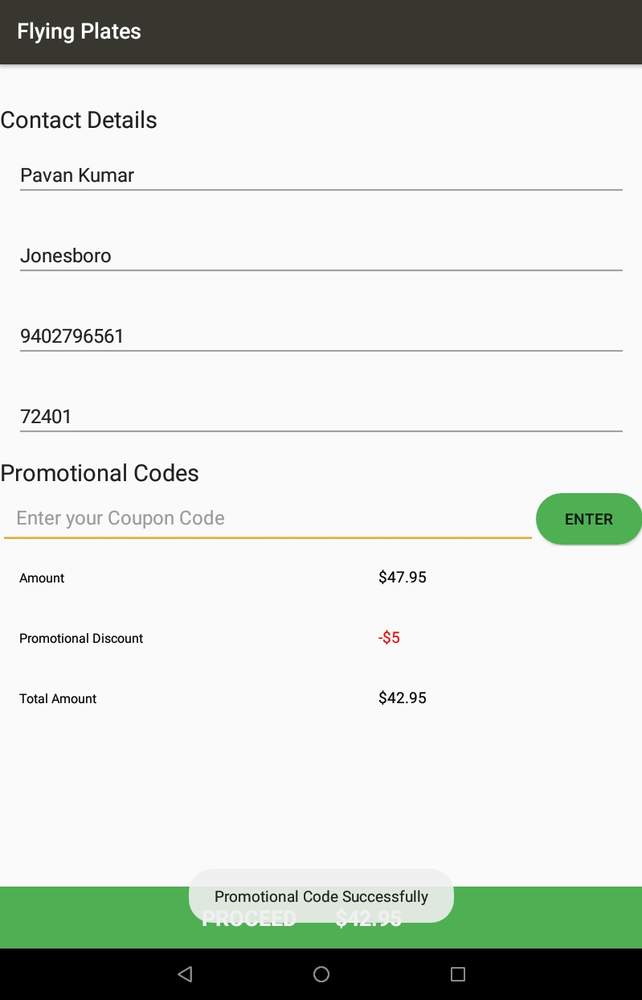 Flying Plates
Contact Details
Pavan Kumar
Jonesboro
9402796561
72401
Promotional Codes
Enter your Coupon Code
ENTER
Amount $47.95
Promotional Discount -$5
Total Amount $42.95
Promotional Code Successfully
PROCEED $42.95